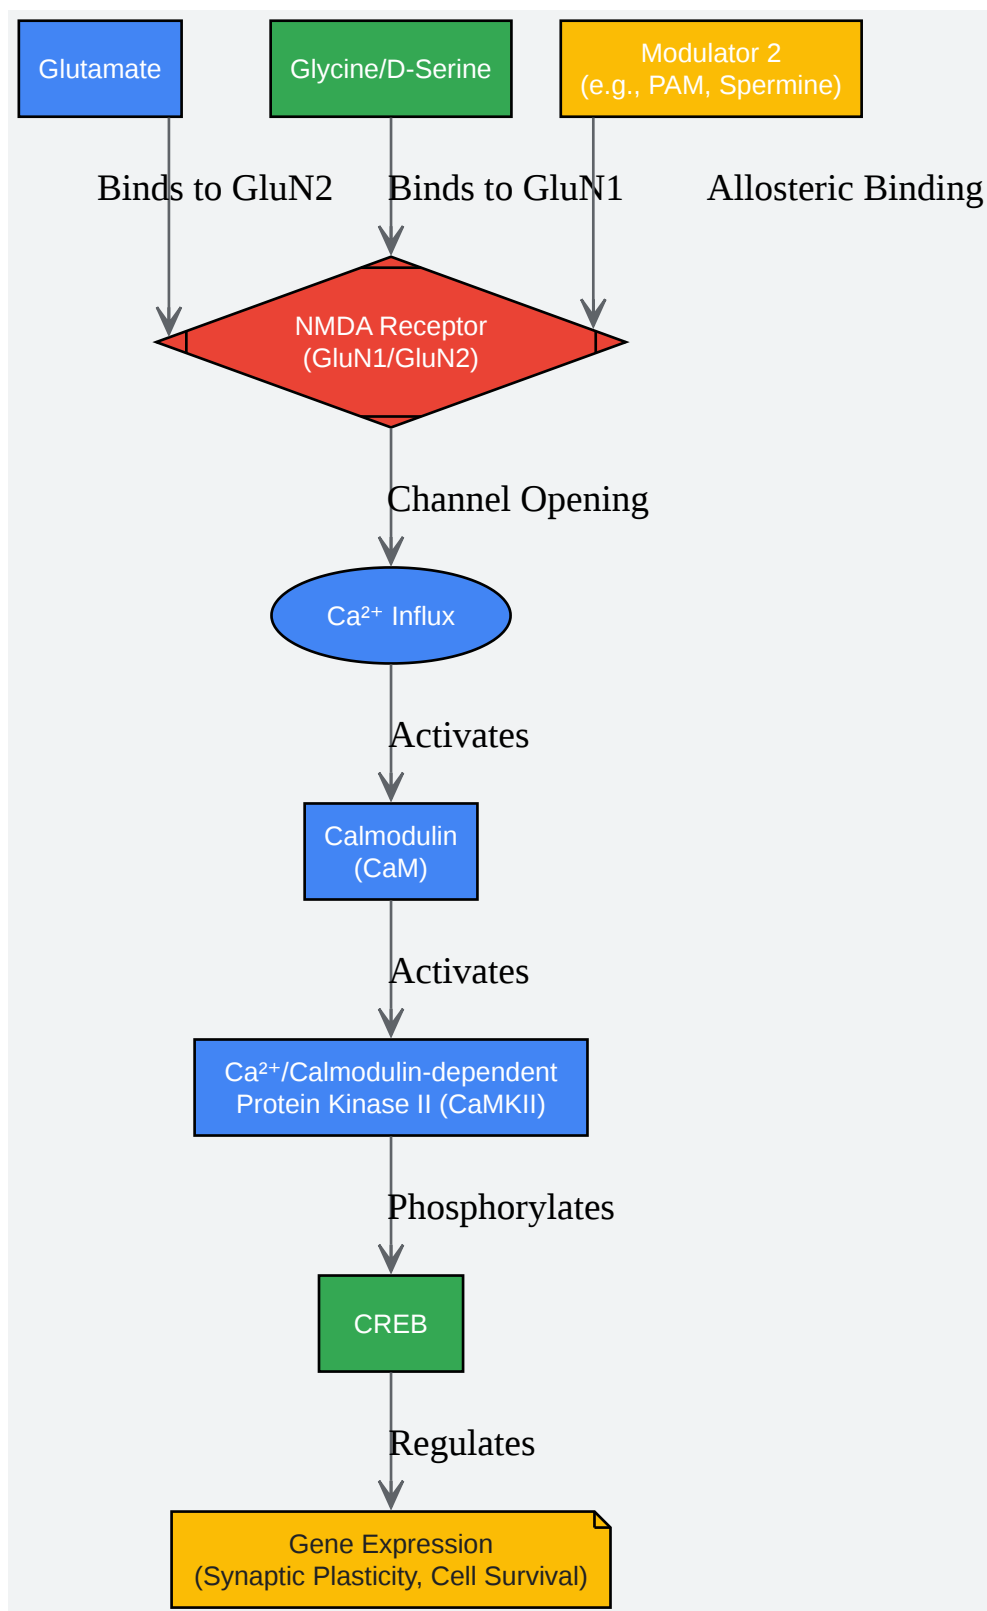 Glutamate
Glycine/D-Serine
Modulator 2
(e.g., PAM, Spermine)
Binds to GluN2
Binds to GluN1
Allosteric Binding
NMDA Receptor
(GluN1/GluN2)
Channel Opening
Ca²⁺ Influx
Activates
Calmodulin
(CaM)
Activates
Ca²⁺/Calmodulin-dependent
Protein Kinase II (CaMKII)
Phosphorylates
CREB
Regulates
Gene Expression
(Synaptic Plasticity, Cell Survival)